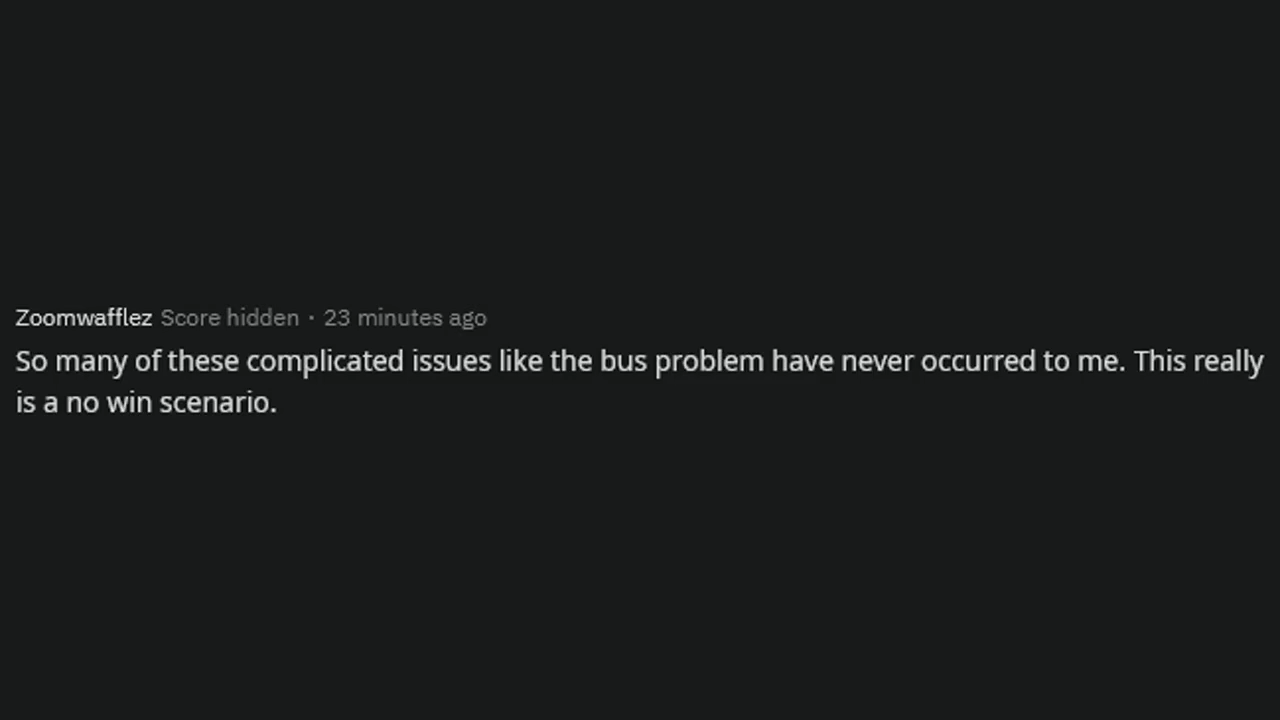 Zoomwafflez Score hidden · 23 minutes ago
So many of these complicated issues like the bus problem have never occurred to me. This really
is a no win scenario.